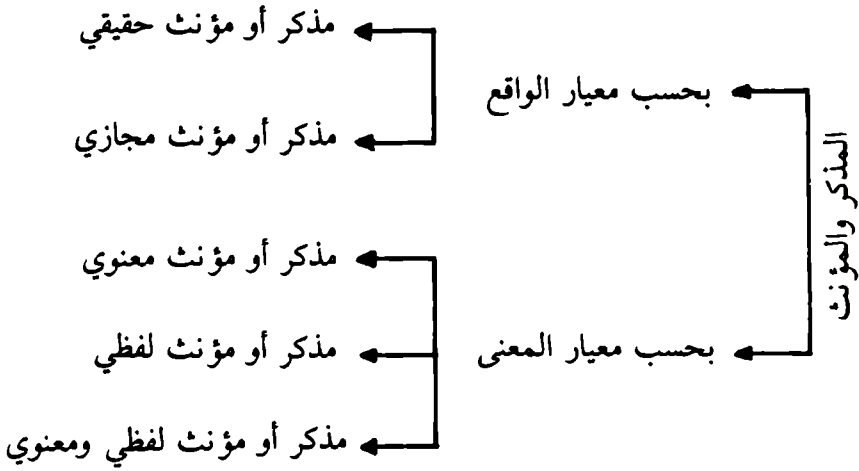 المذكر والمؤنث
بحسب معيار الواقع
مذكر أو مؤنث حقيقي
مذكر أو مؤنث مجازي
بحسب معيار المعنى
مذكر أو مؤنث معنوي
مذكر أو مؤنث لفظي
مذكر أو مؤنث لفظي ومعنوي